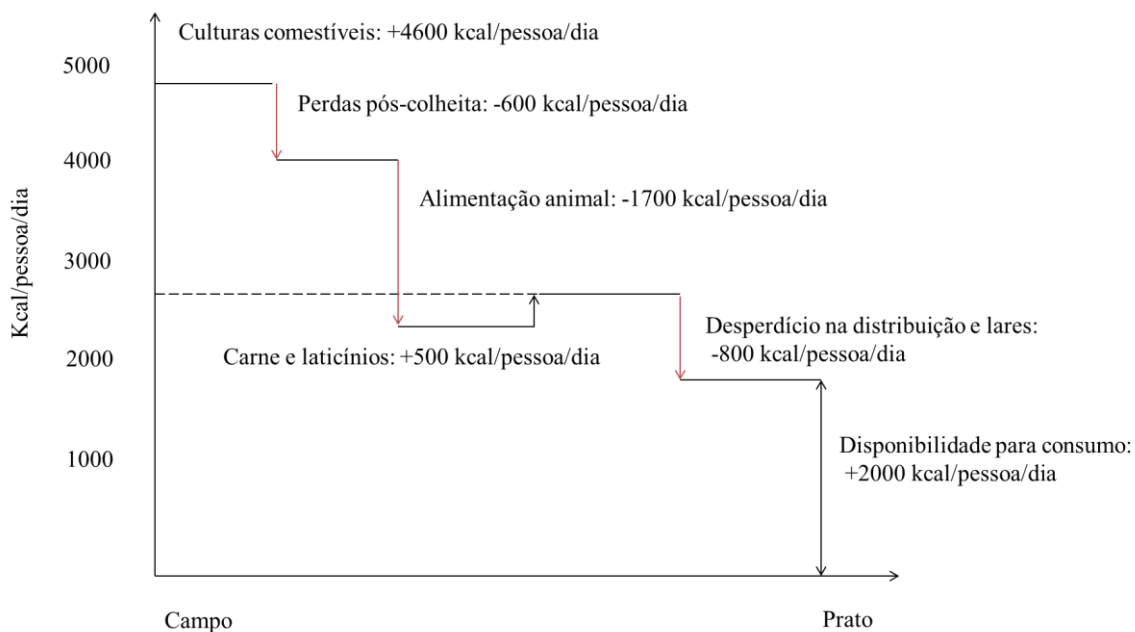 Culturas comestíveis: +4600 kcal/pessoa/dia
5000
Perdas pós-colheita: -600 kcal/pessoa/dia
4000
Alimentação animal: -1700 kcal/pessoa/dia
3000
Kcal/pessoa/dia
Desperdício na distribuição e lares:
-800 kcal/pessoa/dia
Carne e laticínios: +500 kcal/pessoa/dia
2000
Disponibilidade para consumo:
+2000 kcal/pessoa/dia
1000
Campo
Prato